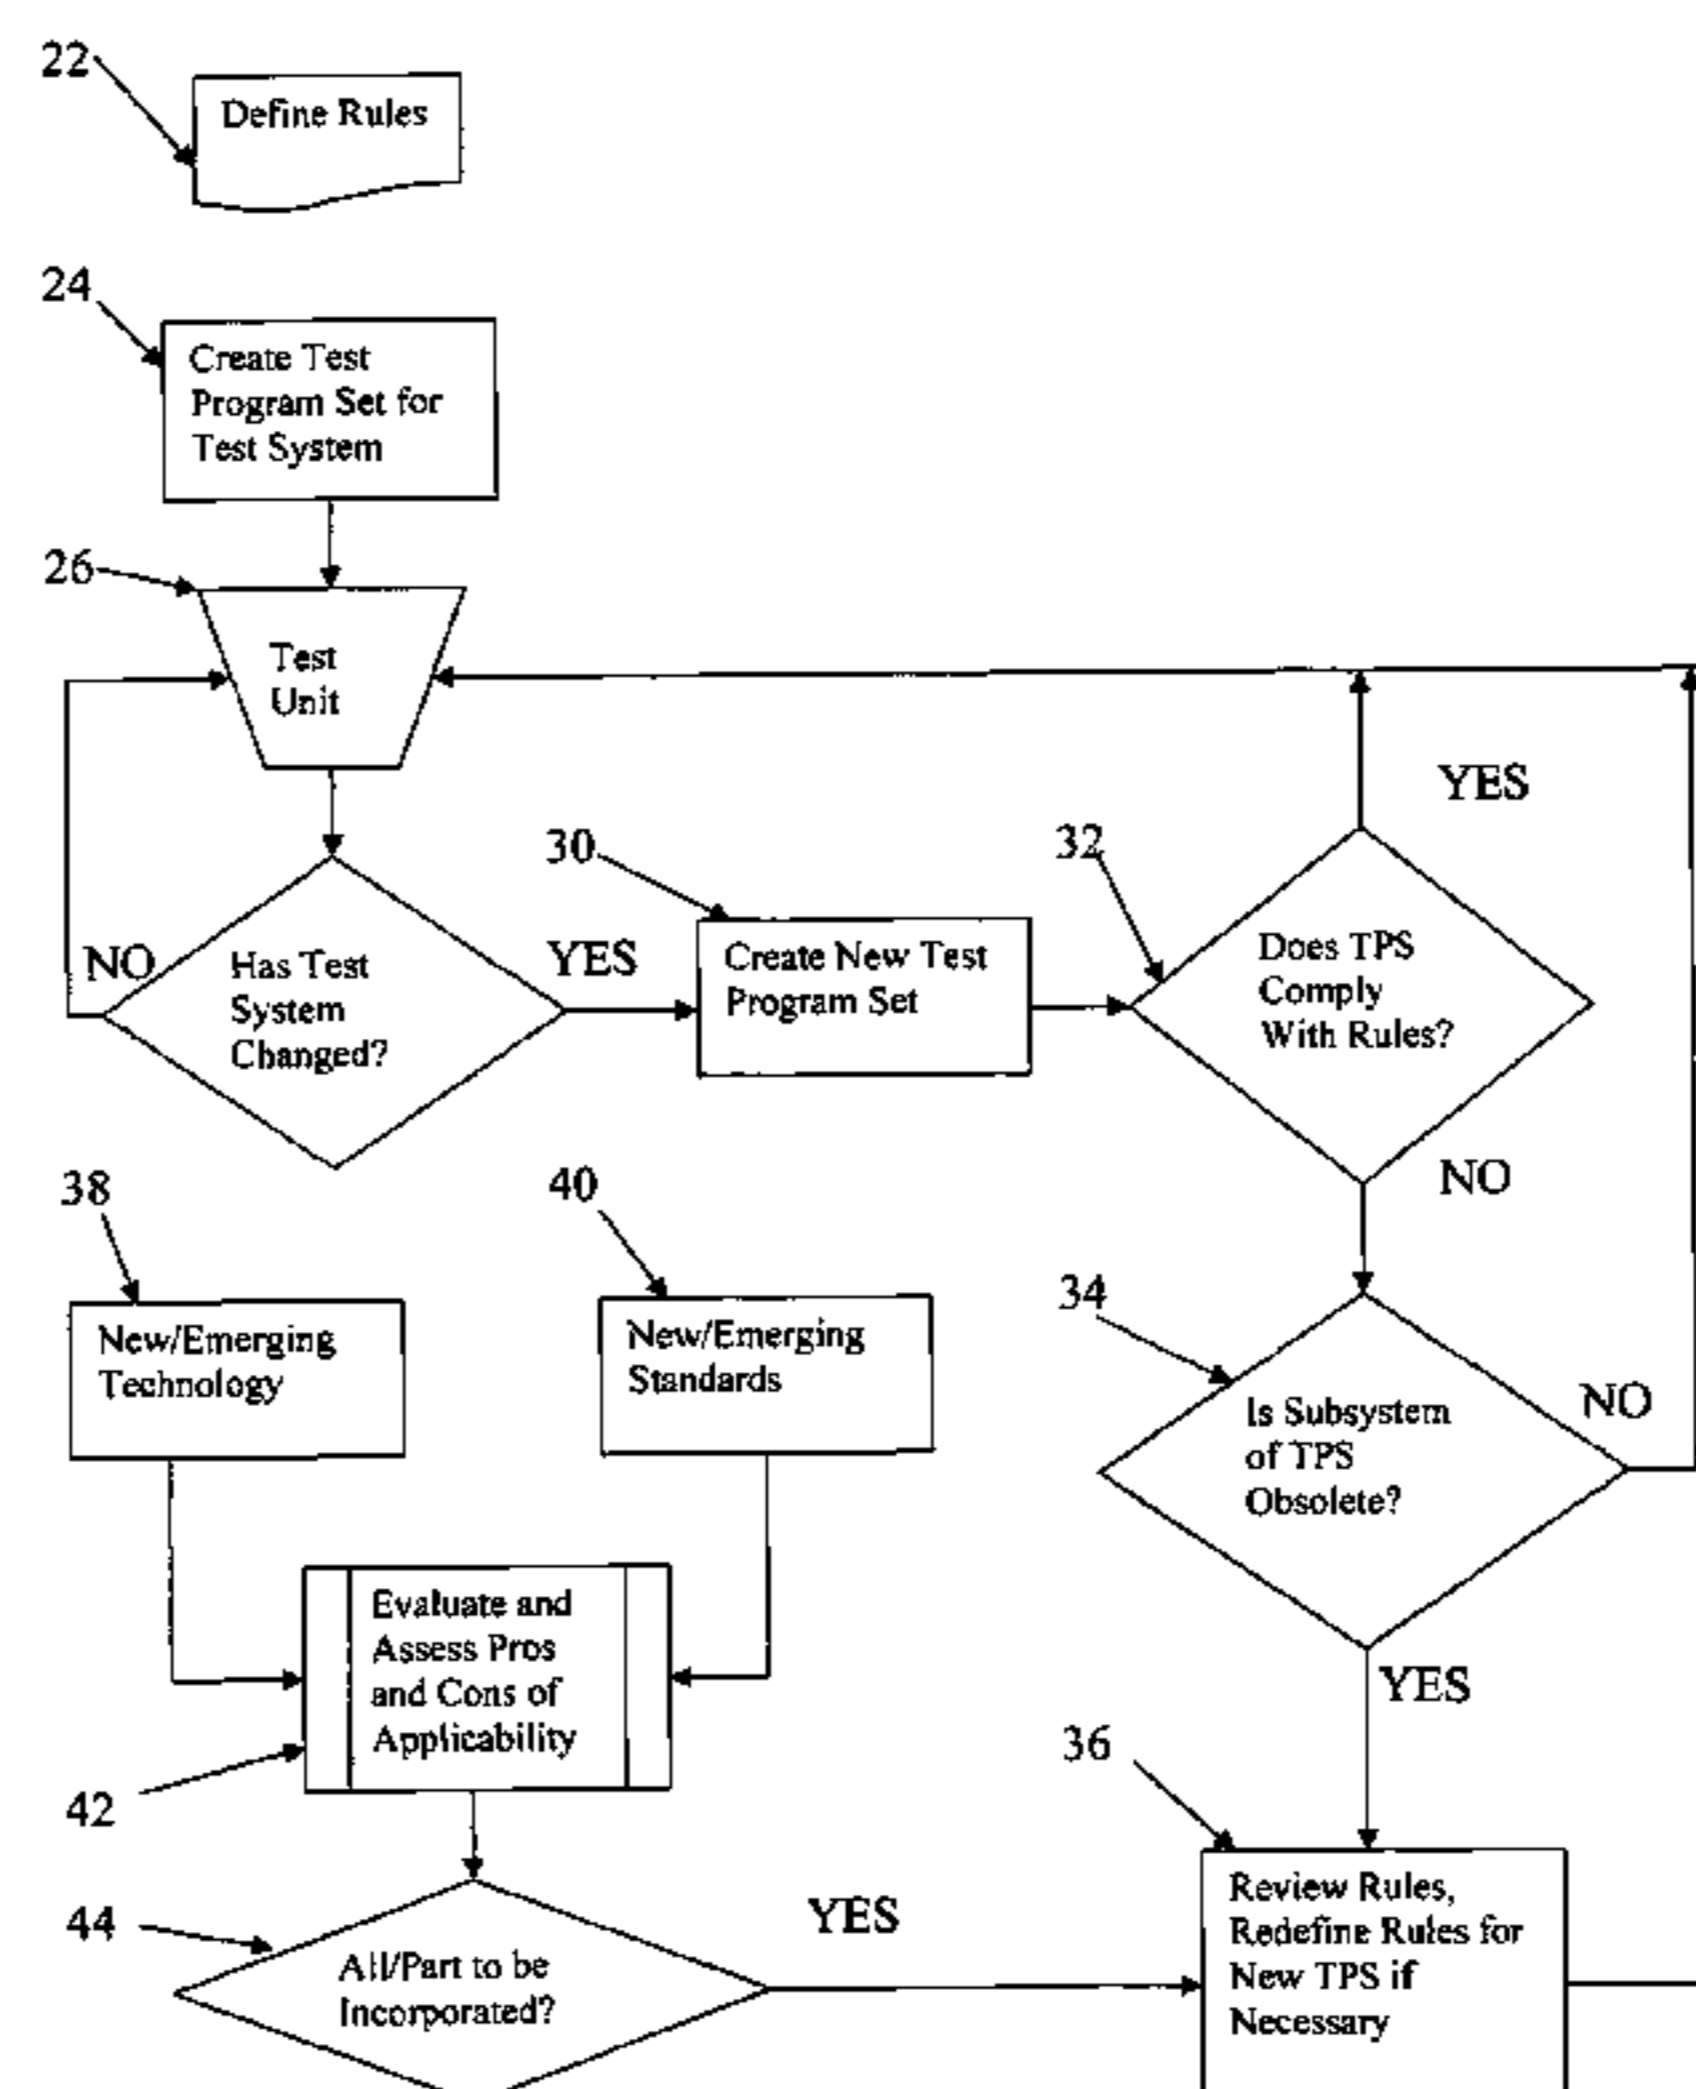 22
Define Rules
24
Create Test
Program Set for
Test System
26
Test
Unit
NO
Has Test
System
Changed?
YES
30
Create New Test
Program Set
32
Does TPS
Comply
With Rules?
YES
NO
38
New/Emerging
Technology
40
New/Emerging
Standards
34
Is Subsystem
of TPS
Obsolete?
NO
YES
42
Evaluate and
Assess Pros
and Cons of
Applicability
44
All/Part to be
Incorporated?
YES
36
Review Rules,
Redefine Rules for
New TPS if
Necessary